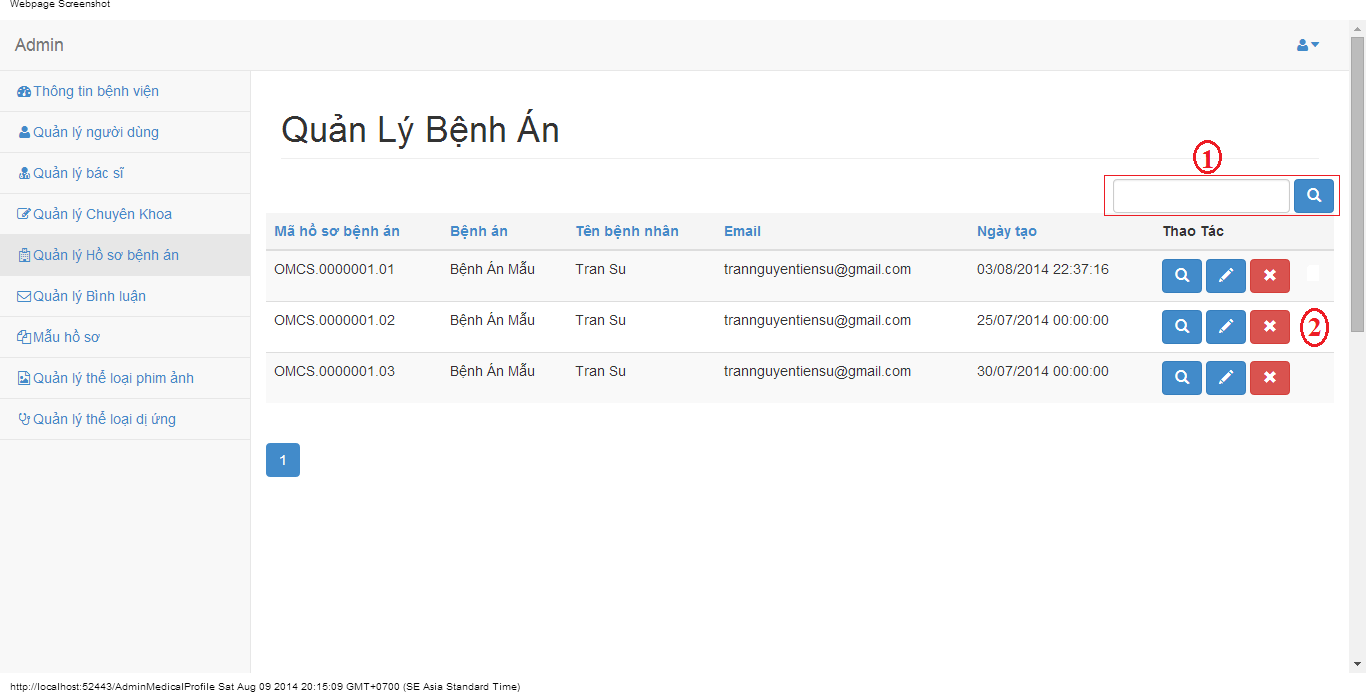 Webpage Screenshot
Admin
Thông tin bệnh viện
Quản lý người dùng
Quản lý bác sĩ
Quản lý Chuyên Khoa
Quản lý Hồ sơ bệnh án
Quản lý Bình luận
Mẫu hồ sơ
Quản lý thể loại phim ảnh
Quản lý thể loại dị ứng
Quản Lý Bệnh Án
1
Mã hồ sơ bệnh án Bệnh án Tên bệnh nhân Email Ngày tạo Thao Tác
OMCS.0000001.01 Bệnh Án Mẫu Tran Su trannguyentiensu@gmail.com 03/08/2014 22:37:16
OMCS.0000001.02 Bệnh Án Mẫu Tran Su trannguyentiensu@gmail.com 25/07/2014 00:00:00 2
OMCS.0000001.03 Bệnh Án Mẫu Tran Su trannguyentiensu@gmail.com 30/07/2014 00:00:00
1
http://localhost:52443/AdminMedicalProfile Sat Aug 09 2014 20:15:09 GMT+0700 (SE Asia Standard Time)